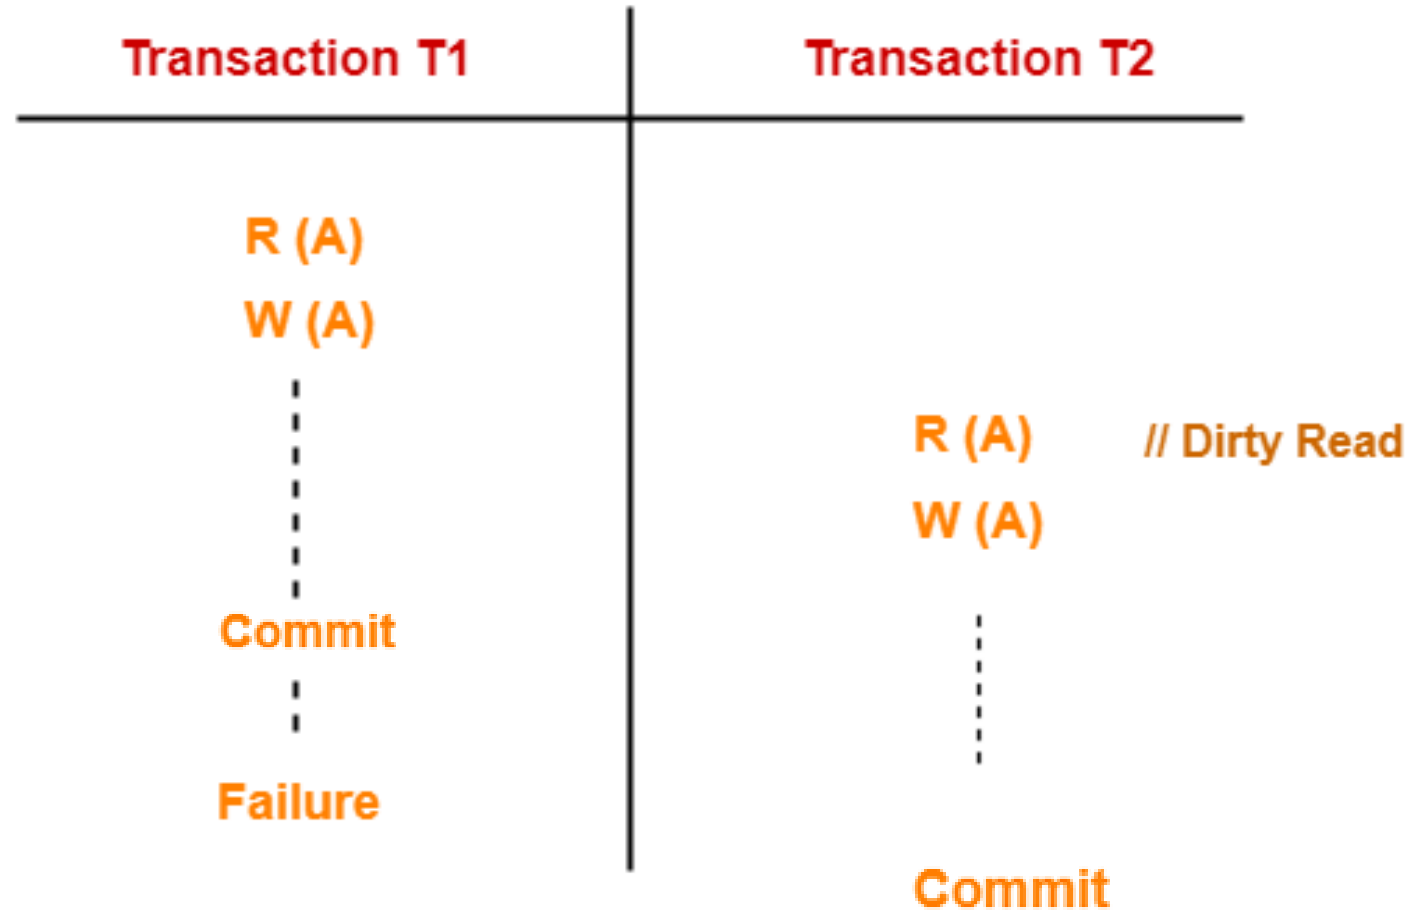 Transaction T1
Transaction T2
R (A)
W (A)
R (A) // Dirty Read
W (A)
Commit
Failure
Commit